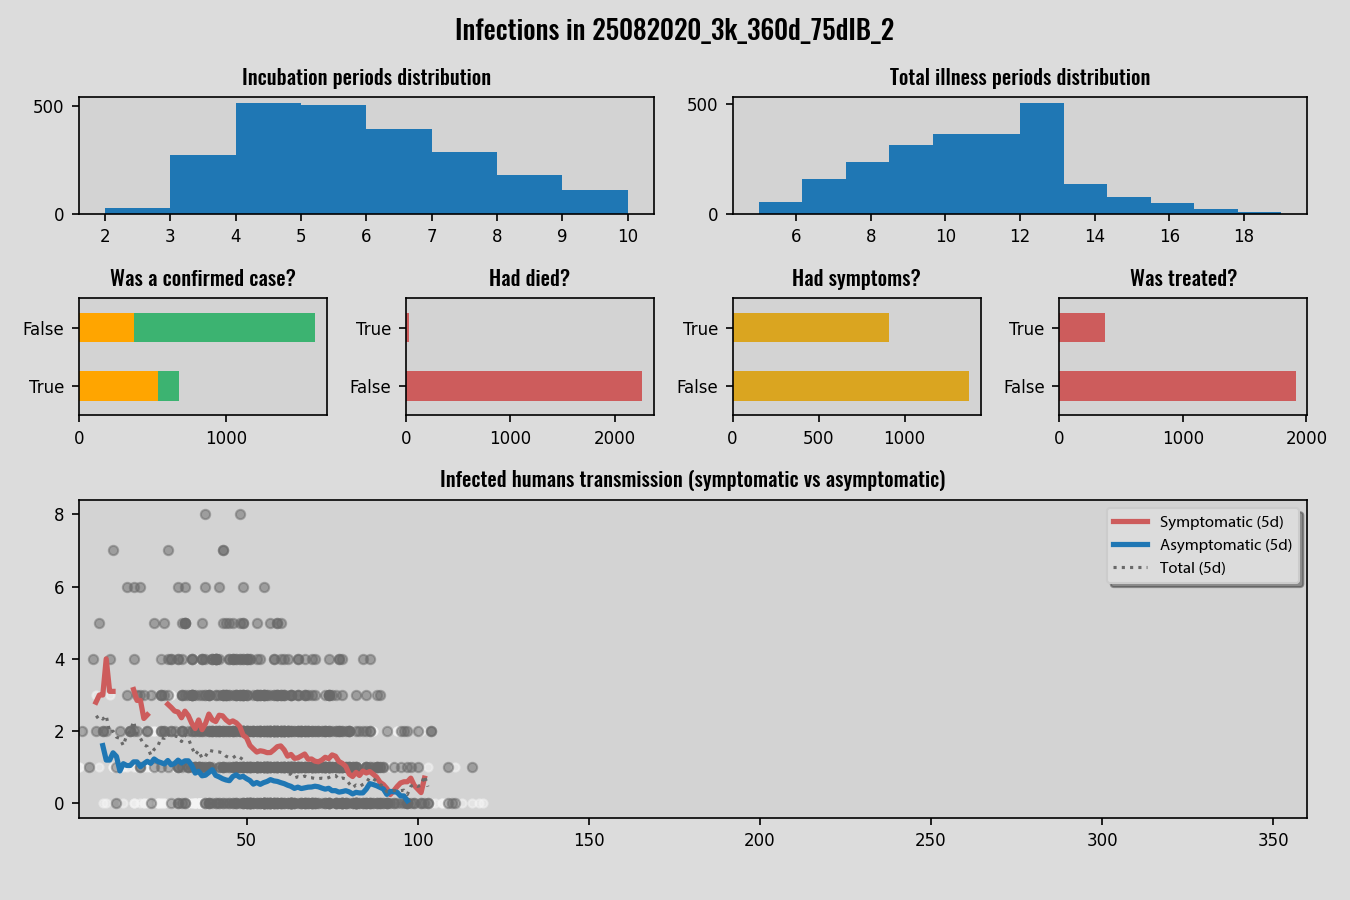 Infections in 25082020_3k_360d_75dIB_2
Incubation periods distribution
500
0
2 3 4 5 6 7 8 9 10
Total illness periods distribution
500
0
6 8 10 12 14 16 18
Was a confirmed case?
False
True
0 1000
Had died?
True
False
0 1000 2000
Had symptoms?
True
False
0 500 1000
Was treated?
True
False
0 1000 2000
Infected humans transmission (symptomatic vs asymptomatic)
8
6
4
2
0
50 100 150 200 250 300 350
Symptomatic (5d)
Asymptomatic (5d)
Total (5d)